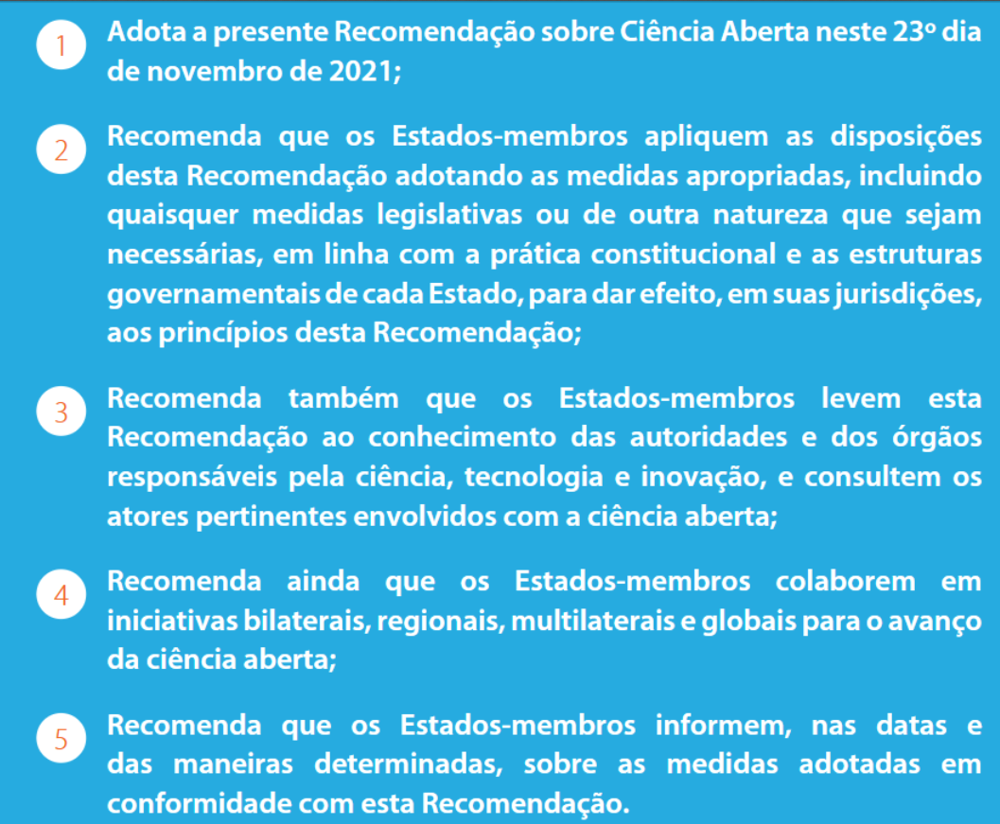 1 Adota a presente Recomendação sobre Ciência Aberta neste 23º dia
de novembro de 2021;
2 Recomenda que os Estados-membros apliquem as disposições
desta Recomendação adotando as medidas apropriadas, incluindo
quaisquer medidas legislativas ou de outra natureza que sejam
necessárias, em linha com a prática constitucional e as estruturas
governamentais de cada Estado, para dar efeito, em suas jurisdições,
aos princípios desta Recomendação;
3 Recomenda também que os Estados-membros levem esta
Recomendação ao conhecimento das autoridades e dos órgãos
responsáveis pela ciência, tecnologia e inovação, e consultem os
atores pertinentes envolvidos com a ciência aberta;
4 Recomenda ainda que os Estados-membros colaborem em
iniciativas bilaterais, regionais, multilaterais e globais para o avanço
da ciência aberta;
5 Recomenda que os Estados-membros informem, nas datas e
das maneiras determinadas, sobre as medidas adotadas em
conformidade com esta Recomendação.